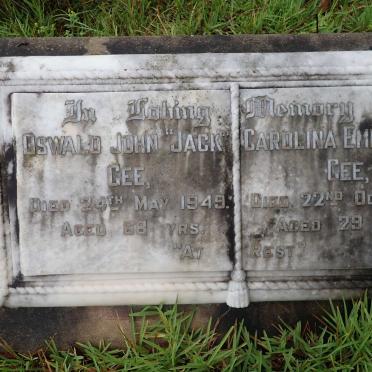 In Loving Memory
Oswald John "Jack"
Gee,
Died 24th May 1949.
Aged 68 yrs.
"At
Carolina
Gee,
Died 22nd
Aged 29
Rest"